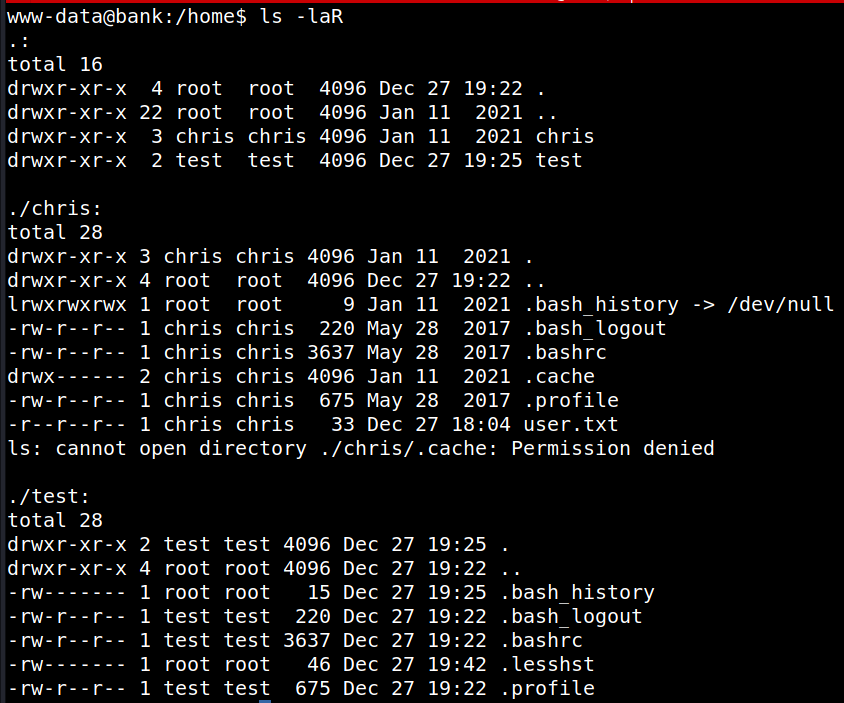 www-data@bank:/home$ ls -laR
.:
total 16
drwxr-xr-x  4 root  root  4096 Dec 27 19:22 .
drwxr-xr-x 22 root  root  4096 Jan 11  2021 ..
drwxr-xr-x  3 chris chris 4096 Jan 11  2021 chris
drwxr-xr-x  2 test  test  4096 Dec 27 19:25 test

./chris:
total 28
drwxr-xr-x 3 chris chris 4096 Jan 11  2021 .
drwxr-xr-x 4 root  root  4096 Dec 27 19:22 ..
lrwxrwxrwx 1 root  root     9 Jan 11  2021 .bash_history -> /dev/null
-rw-r--r-- 1 chris chris  220 May 28  2017 .bash_logout
-rw-r--r-- 1 chris chris 3637 May 28  2017 .bashrc
drwx------ 2 chris chris 4096 Jan 11  2021 .cache
-rw-r--r-- 1 chris chris  675 May 28  2017 .profile
-r--r--r-- 1 chris chris   33 Dec 27 18:04 user.txt
ls: cannot open directory ./chris/.cache: Permission denied

./test:
total 28
drwxr-xr-x 2 test test 4096 Dec 27 19:25 .
drwxr-xr-x 4 root root 4096 Dec 27 19:22 ..
-rw------- 1 root root   15 Dec 27 19:25 .bash_history
-rw-r--r-- 1 test test  220 Dec 27 19:22 .bash_logout
-rw-r--r-- 1 test test 3637 Dec 27 19:22 .bashrc
-rw------- 1 root root   46 Dec 27 19:42 .lesshst
-rw-r--r-- 1 test test  675 Dec 27 19:22 .profile